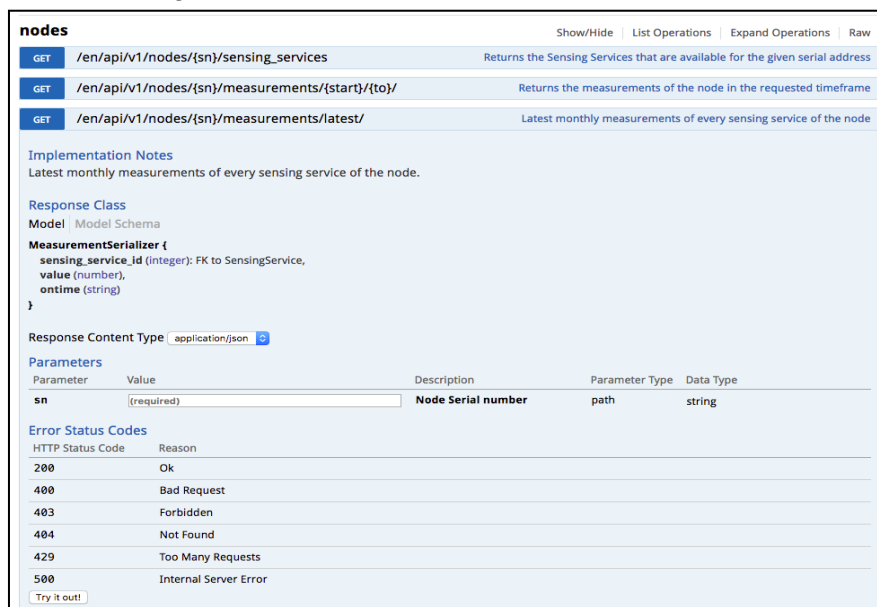 nodes Show/Hide List Operations Expand Operations Raw
GET /en/api/v1/nodes/{sn}/sensing_services Returns the Sensing Services that are available for the given serial address
GET /en/api/v1/nodes/{sn}/measurements/{start}/{to}/ Returns the measurements of the node in the requested timeframe
GET /en/api/v1/nodes/{sn}/measurements/latest/ Latest monthly measurements of every sensing service of the node
Implementation Notes
Latest monthly measurements of every sensing service of the node.
Response Class
Model Model Schema
MeasurementSerializer {
sensing_service_id (integer): FK to SensingService,
value (number),
ontime (string)
}
Response Content Type application/json
Parameters
Parameter Value Description Parameter Type Data Type
sn (required) Node Serial number path string
Error Status Codes
HTTP Status Code Reason
200 Ok
400 Bad Request
403 Forbidden
404 Not Found
429 Too Many Requests
500 Internal Server Error
Try it out!